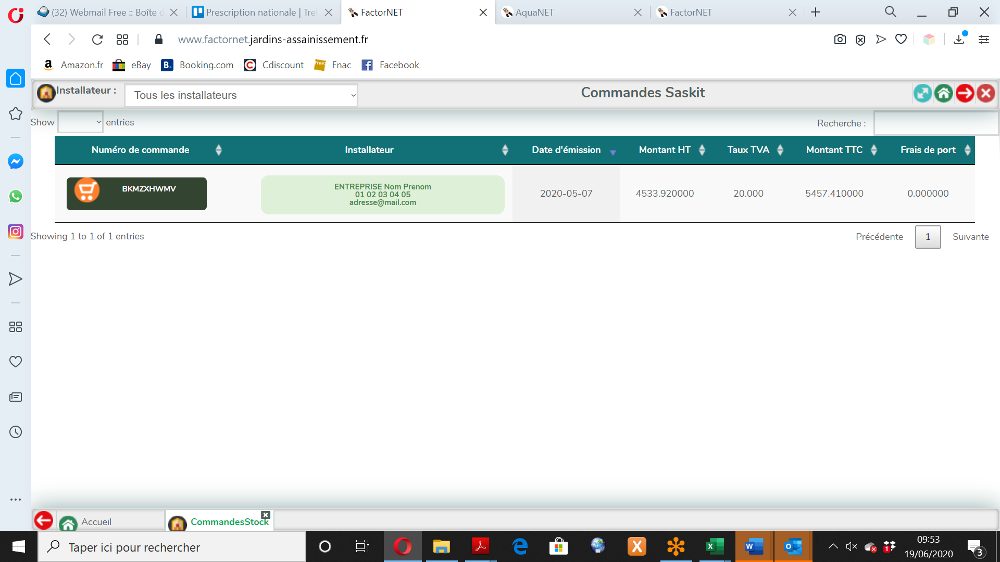 (32) Webmail Free :: Boîte d
Prescription nationale | Trel
FactorNET
AquaNET
FactorNET
www.factornet.jardins-assainissement.fr
Amazon.fr
eBay
Booking.com
Cdiscount
Fnac
Facebook
Installateur :
Tous les installateurs
Commandes Saskit
Show entries
Recherche :
Numéro de commande Installateur Date d'émission Montant HT Taux TVA Montant TTC Frais de port
BKMZXHWMV
ENTREPRISE Nom Prenom
01 02 03 04 05
adresse@mail.com
2020-05-07 4533.920000 20.000 5457.410000 0.000000
Showing 1 to 1 of 1 entries
Précédente 1 Suivante
Accueil
CommandesStock
Taper ici pour rechercher
09:53
19/06/2020
3